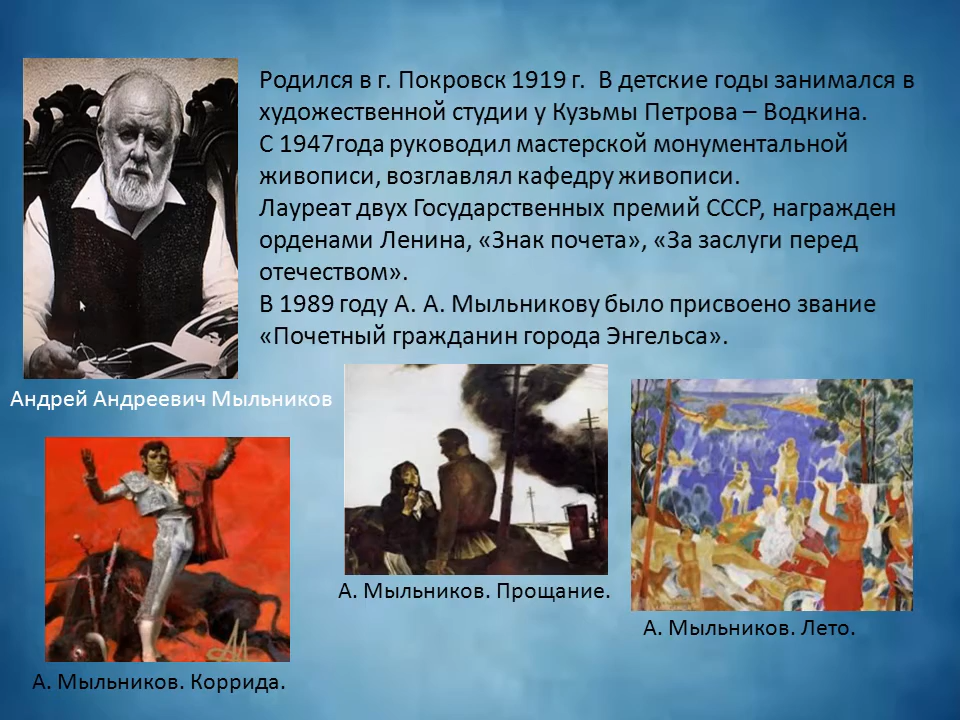 Родился в г. Покровск 1919 г.  В детские годы занимался в
художественной студии у Кузьмы Петрова – Водкина.
С 1947года руководил мастерской монументальной
живописи, возглавлял кафедру живописи.
Лауреат двух Государственных премий СССР, награжден
орденами Ленина, «Знак почета», «За заслуги перед
отечеством».
В 1989 году А. А. Мыльникову было присвоено звание
«Почетный гражданин города Энгельса».
Андрей Андреевич Мыльников
А. Мыльников. Прощание.
А. Мыльников. Лето.
А. Мыльников. Коррида.